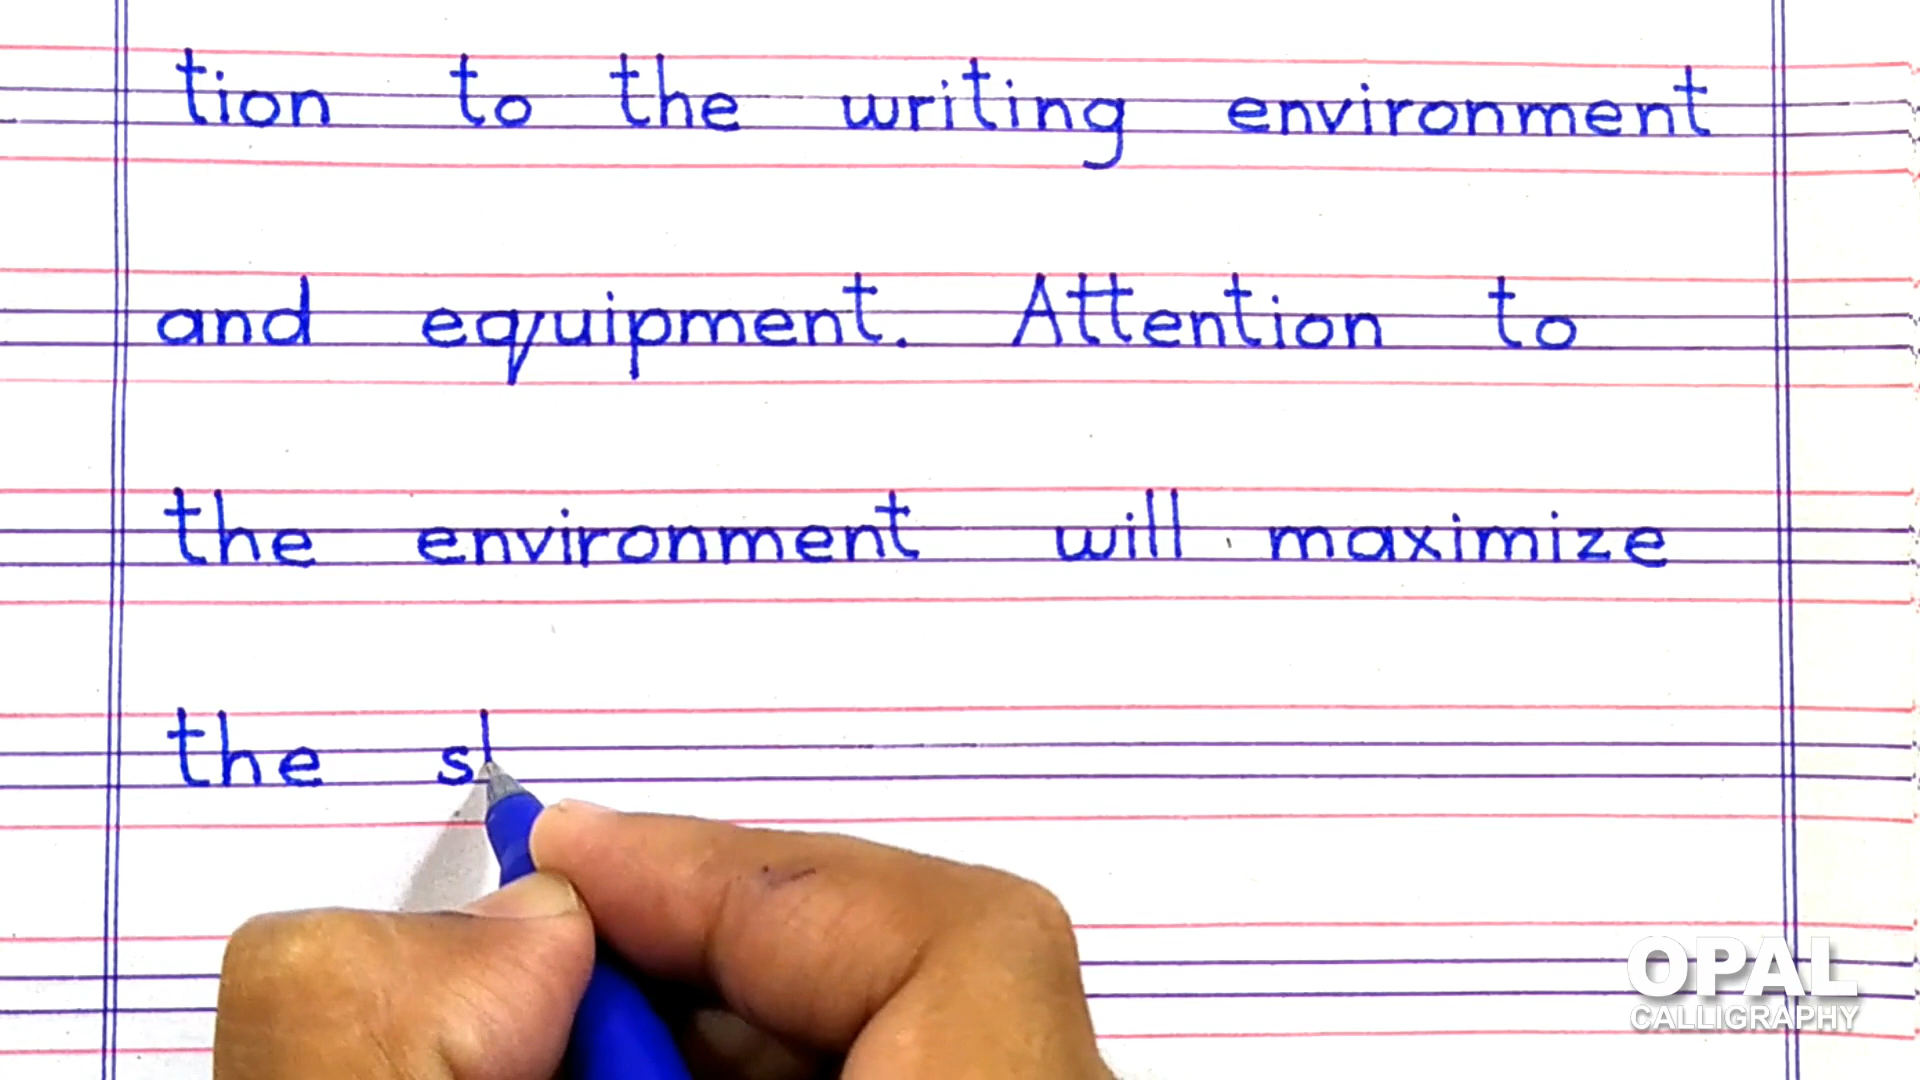 tion to the writing environment
and equipment. Attention to
the environment will maximize
the s
OPAL
CALLIGRAPHY